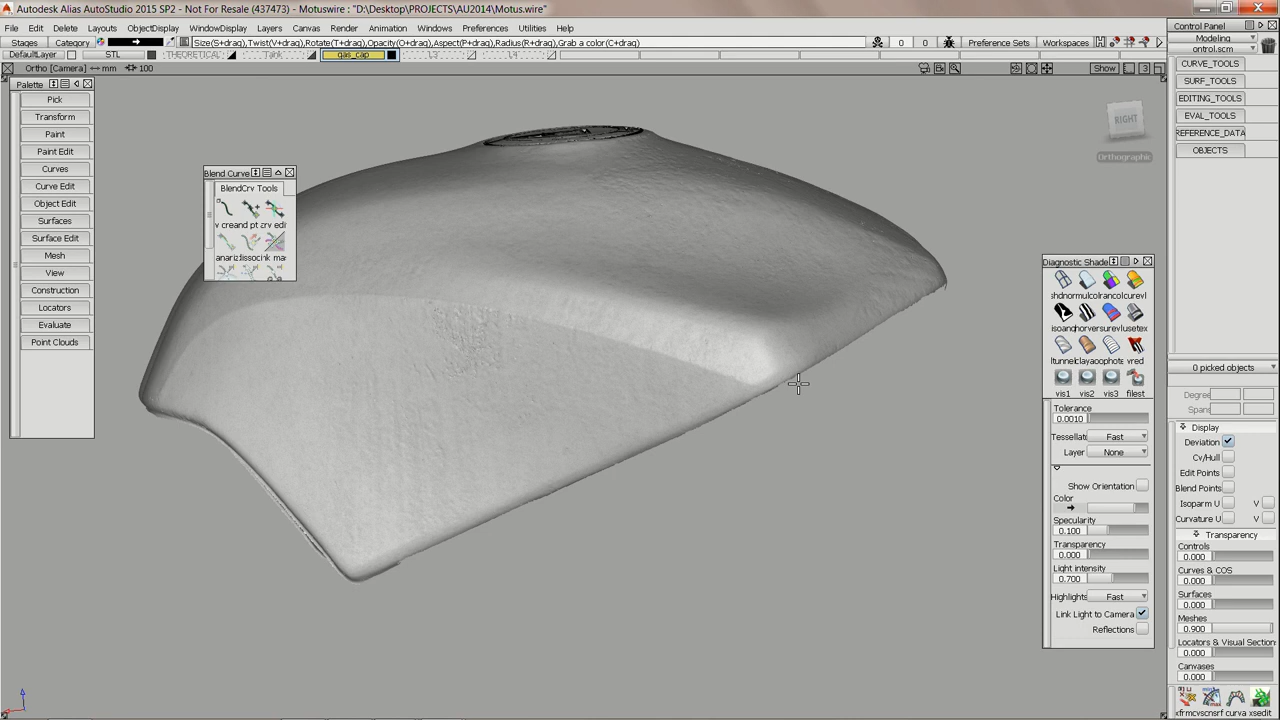 Autodesk Alias AutoStudio 2015 SP2 - Not For Resale (437473) - Motuswire : "D:\Desktop\PROJECTS\AU2014\Motus.wire"
File Edit Delete Layouts ObjectDisplay WindowDisplay Layers Canvas Render Animation Windows Preferences Utilities Help
Stages Category Size(S+drag),Twist(V+drag),Rotate(T+drag),Opacity(O+drag),Aspect(P+drag),Radius(R+drag),Grab a color(C+drag) 0 0 Preference Sets Workspaces
DefaultLayer STL THEORETICAL Tank gas_cap
Ortho [Camera] mm 100 Show 3
Palette
Pick
Transform
Paint
Paint Edit
Curves
Curve Edit
Object Edit
Surfaces
Surface Edit
Mesh
View
Construction
Locators
Evaluate
Point Clouds
Blend Curve
BlendCrv Tools
RIGHT
Orthographic
Diagnostic Shade
vis1 vis2 vis3 filest
Tolerance
0.0010
Tessellat Fast
Layer None
Show Orientation
Color
Specularity
0.100
Transparency
0.000
Light intensity
0.700
Highlights Fast
Link Light to Camera
Reflections
Control Panel
Modeling
ontrol.scm
CURVE_TOOLS
SURF_TOOLS
EDITING_TOOLS
EVAL_TOOLS
REFERENCE_DATA
OBJECTS
0 picked objects
Degree
Spans
Display
Deviation
Cv/Hull
Edit Points
Blend Points
Isoparm U V
Curvature U V
Transparency
Controls
0.000
Curves & COS
0.000
Surfaces
0.000
Meshes
0.900
Locators & Visual Section
0.000
Canvases
0.000